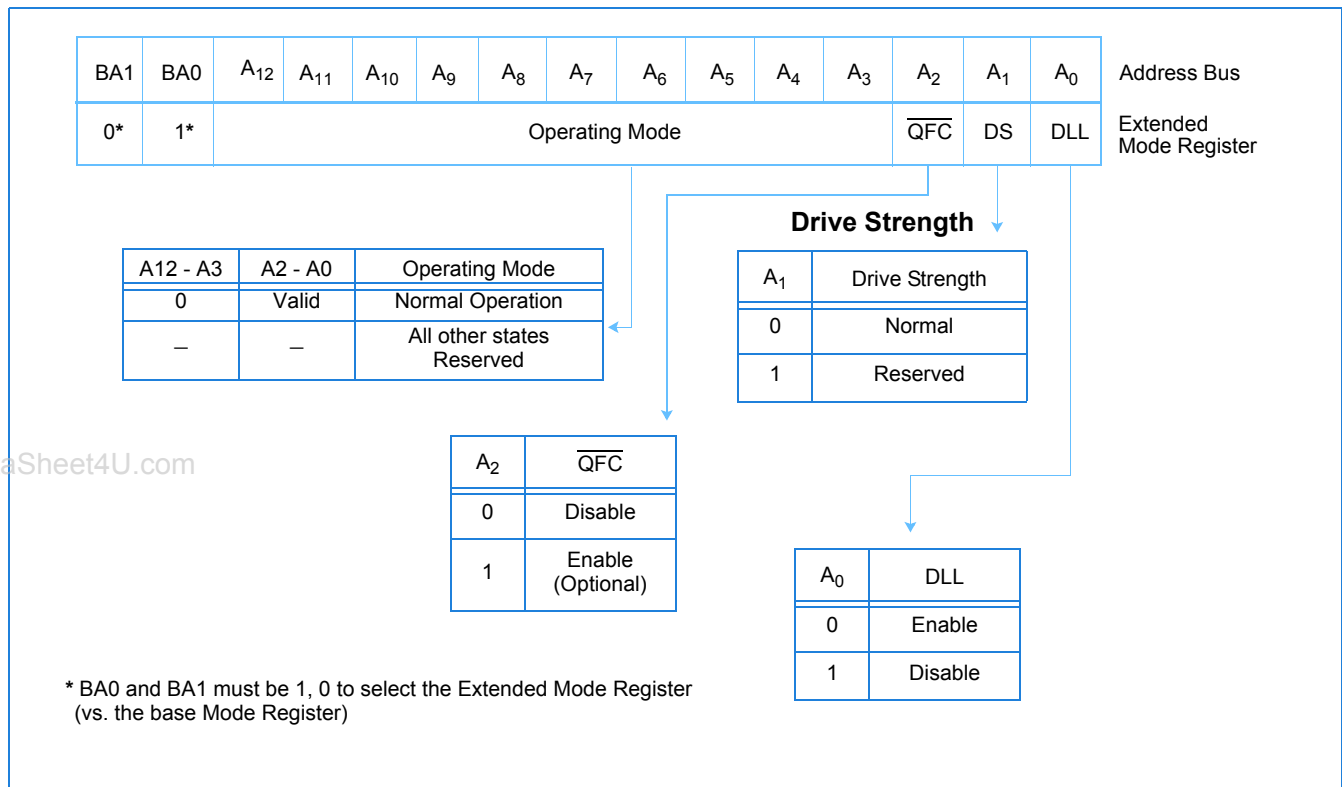 BA1 BA0 A12 A11 A10 A9 A8 A7 A6 A5 A4 A3 A2 A1 A0 Address Bus
0* 1* Operating Mode Q̅F̅C̅ DS DLL Extended
Mode Register
Drive Strength
A12 - A3 A2 - A0 Operating Mode
0 Valid Normal Operation
– – All other states
Reserved
A1 Drive Strength
0 Normal
1 Reserved
A2 Q̅F̅C̅
0 Disable
1 Enable
(Optional)
aSheet4U.com
A0 DLL
0 Enable
1 Disable
* BA0 and BA1 must be 1, 0 to select the Extended Mode Register
(vs. the base Mode Register)